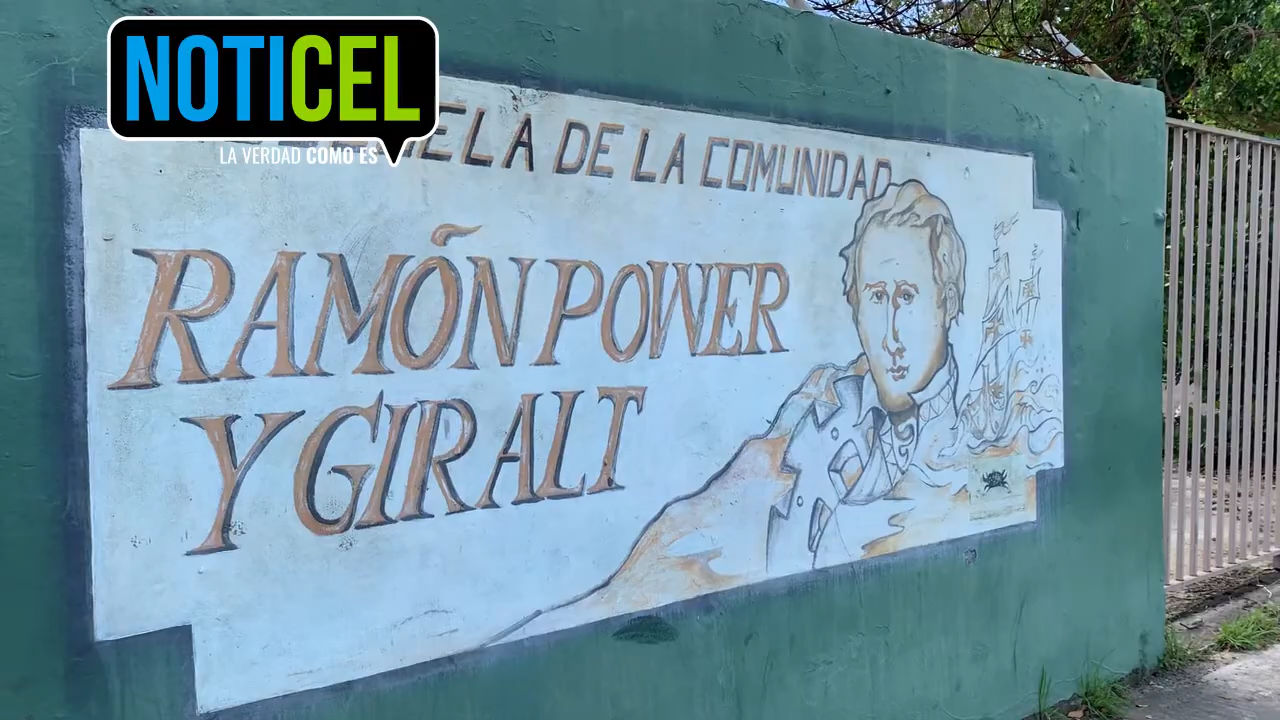 NOTICEL
LA VERDAD COMO ES
DE LA COMUNIDAD
RAMÓN POWER
Y GIRALT